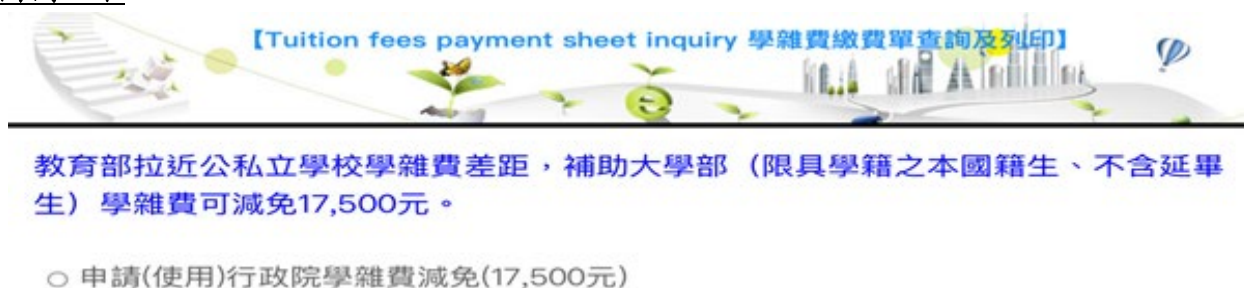 【Tuition fees payment sheet inquiry 學雜費繳費單查詢及列印】
教育部拉近公私立學校學雜費差距，補助大學部（限具學籍之本國籍生、不含延畢
生）學雜費可減免17,500元。
申請(使用)行政院學雜費減免(17,500元)